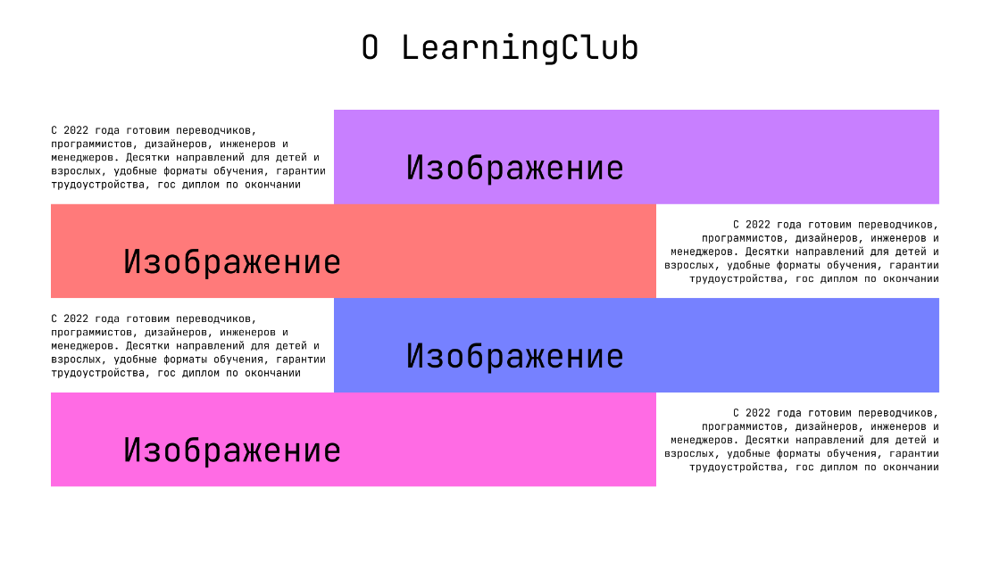 О LearningClub
С 2022 года готовим переводчиков,
программистов, дизайнеров, инженеров и
менеджеров. Десятки направлений для детей и
взрослых, удобные форматы обучения, гарантии
трудоустройства, гос диплом по окончании
Изображение
Изображение
С 2022 года готовим переводчиков,
программистов, дизайнеров, инженеров и
менеджеров. Десятки направлений для детей и
взрослых, удобные форматы обучения, гарантии
трудоустройства, гос диплом по окончании
С 2022 года готовим переводчиков,
программистов, дизайнеров, инженеров и
менеджеров. Десятки направлений для детей и
взрослых, удобные форматы обучения, гарантии
трудоустройства, гос диплом по окончании
Изображение
Изображение
С 2022 года готовим переводчиков,
программистов, дизайнеров, инженеров и
менеджеров. Десятки направлений для детей и
взрослых, удобные форматы обучения, гарантии
трудоустройства, гос диплом по окончании